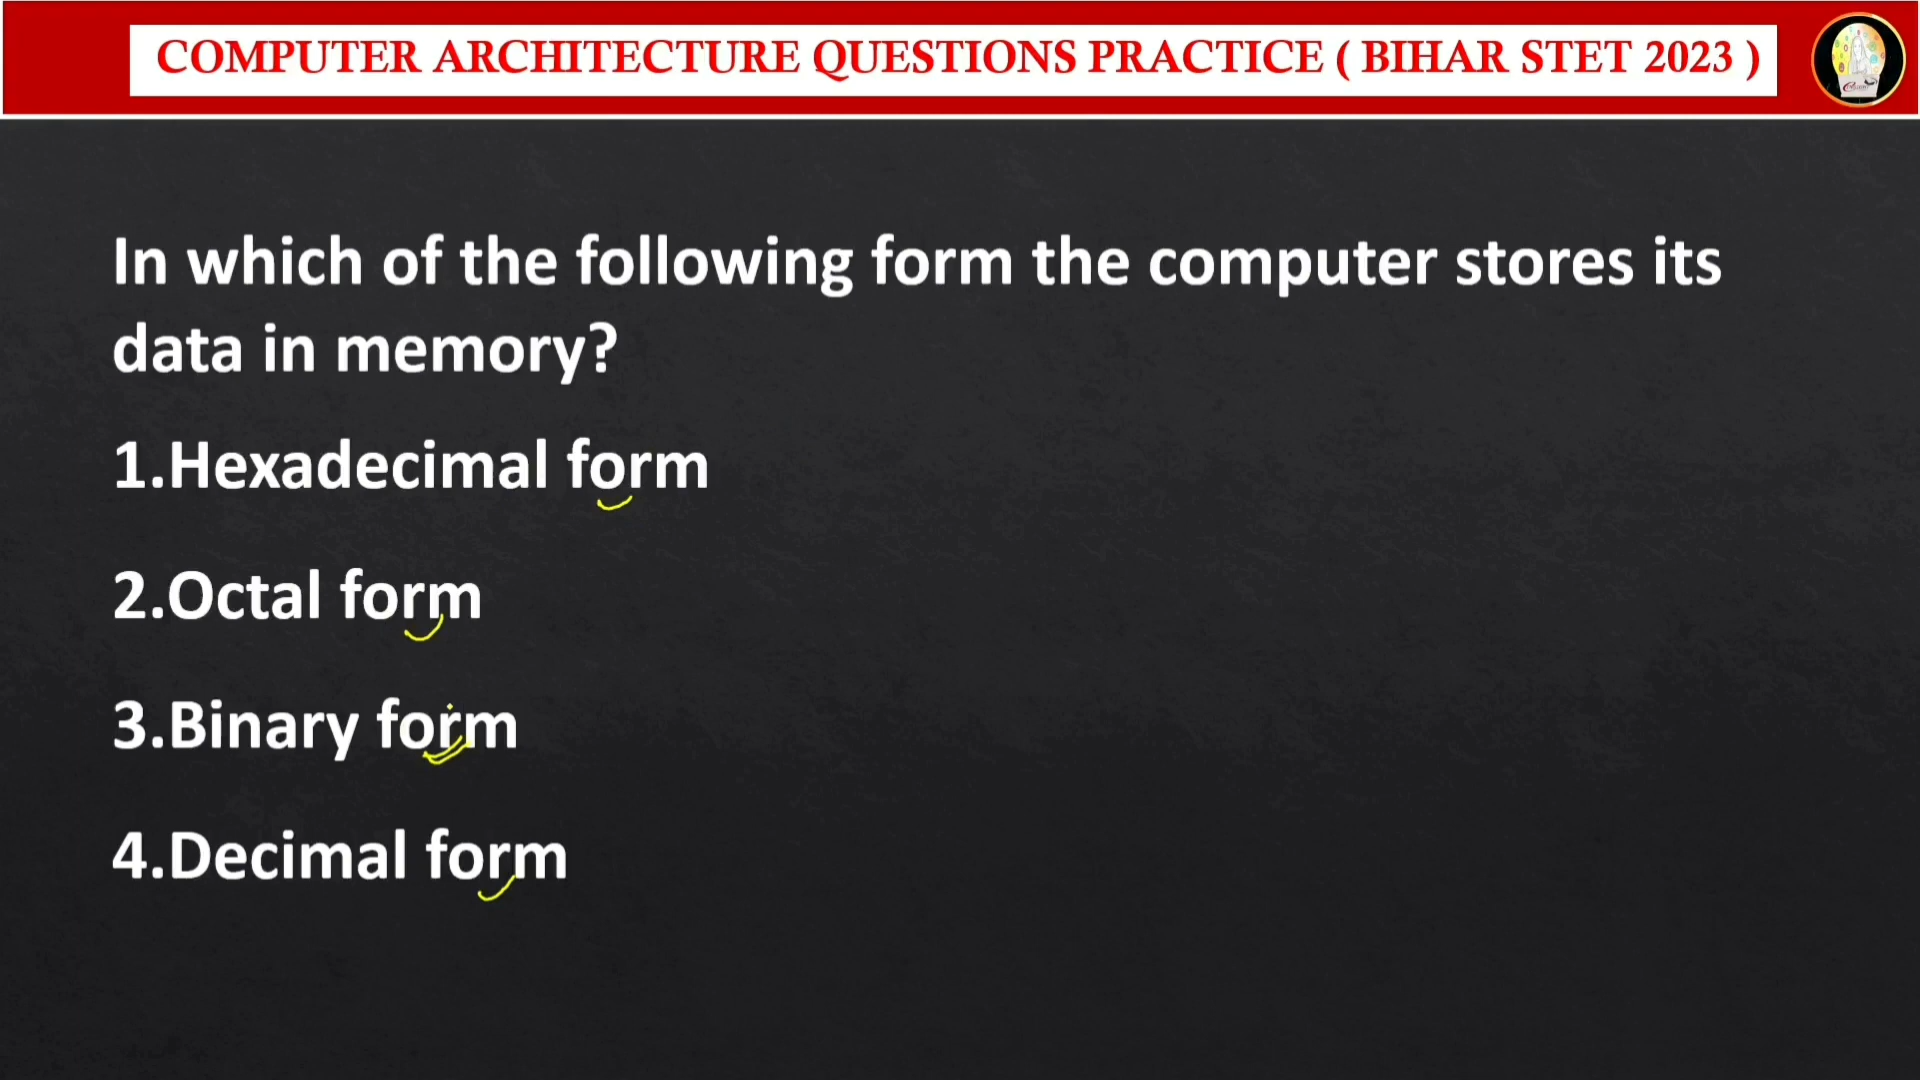 COMPUTER ARCHITECTURE QUESTIONS PRACTICE ( BIHAR STET 2023 )
In which of the following form the computer stores its
data in memory?
1.Hexadecimal form
2.Octal form
3.Binary form
4.Decimal form